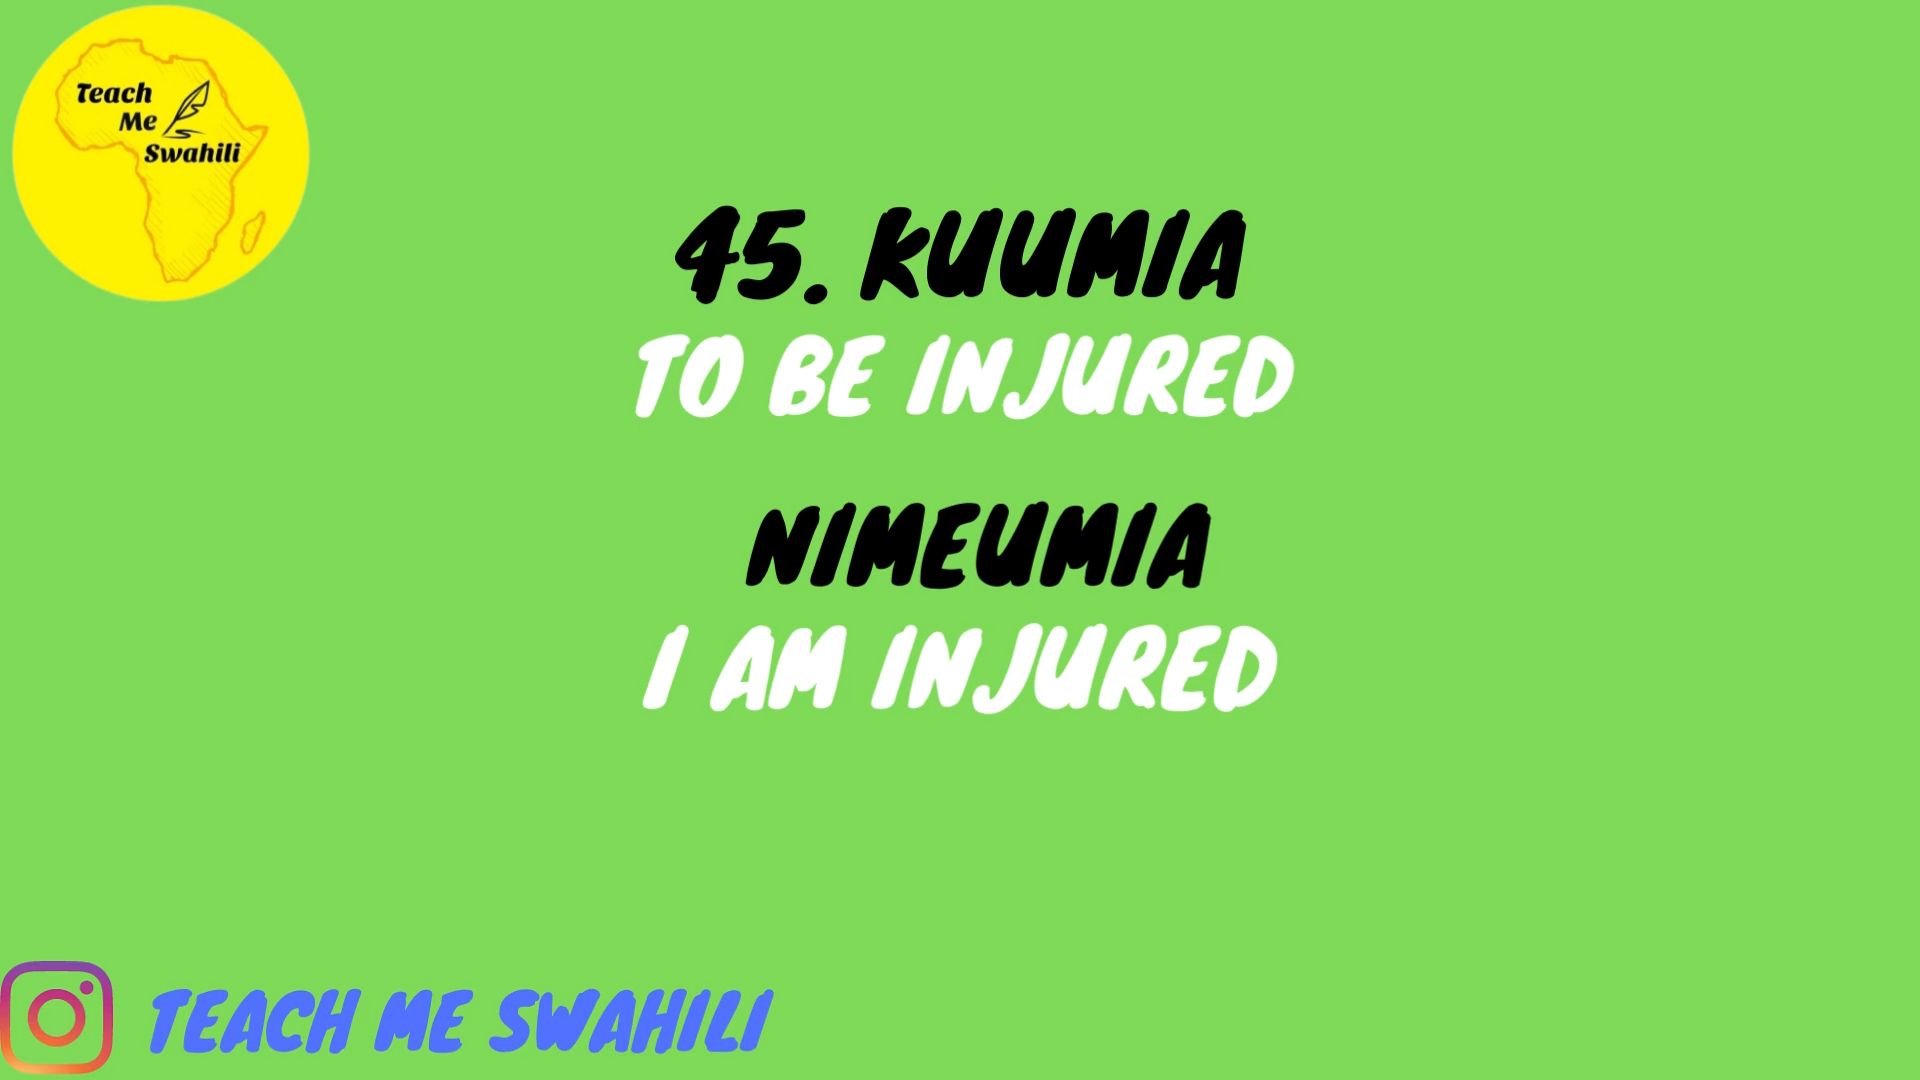 Teach
Me
Swahili
45. KUUMIA
TO BE INJURED
NIMEUMIA
I AM INJURED
TEACH ME SWAHILI